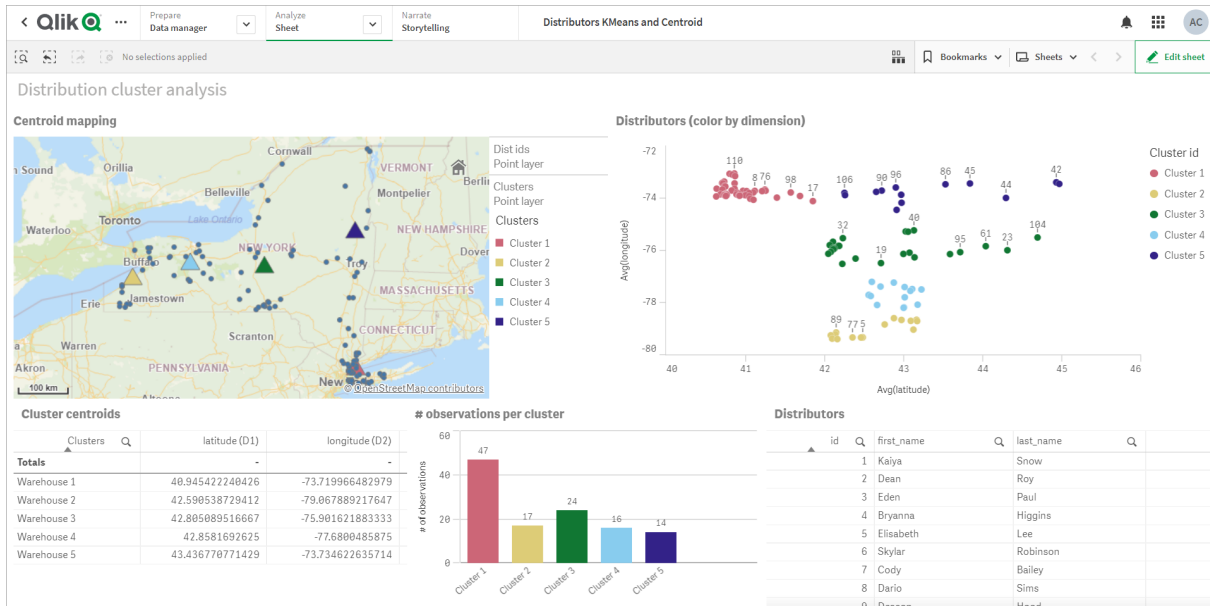 Qlik
Prepare
Data manager
Analyze
Sheet
Narrate
Storytelling
Distributors KMeans and Centroid
AC
No selections applied
Bookmarks
Sheets
Edit sheet
Distribution cluster analysis
Centroid mapping
Cornwall
n Sound
Orillia
VERMONT
Berlin
Montpelier
Belleville
Lake Ontario
Toronto
Waterloo
NEW HAMPSHIRE
NEW YORK
Dover
Buffalo
Troy
MASSACHUSETTS
Jamestown
Erie
CONNECTICUT
Scranton
a
Warren
Akron
PENNSYLVANIA
New
100 km
© OpenStreetMap contributors
Dist ids
Point layer
Clusters
Point layer
Clusters
Cluster 1
Cluster 2
Cluster 3
Cluster 4
Cluster 5
Distributors (color by dimension)
-72
-74
-76
-78
-80
Avg(longitude)
110
8 76
98
17
106
90 96
86
45
44
42
32
19
40
95
61
23
104
89
77 5
40 41 42 43 44 45 46
Avg(latitude)
Cluster id
Cluster 1
Cluster 2
Cluster 3
Cluster 4
Cluster 5
Cluster centroids
Clusters latitude (D1) longitude (D2)
Totals - -
Warehouse 1 40.945422240426 -73.719966482979
Warehouse 2 42.590538729412 -79.067889217647
Warehouse 3 42.805089516667 -75.901621883333
Warehouse 4 42.8581692625 -77.6800485875
Warehouse 5 43.436770771429 -73.734622635714
# observations per cluster
60
40
20
0
# of observations
47
17
24
16
14
Cluster 1
Cluster 2
Cluster 3
Cluster 4
Cluster 5
Distributors
id first_name last_name
1 Kaiya Snow
2 Dean Roy
3 Eden Paul
4 Bryanna Higgins
5 Elisabeth Lee
6 Skylar Robinson
7 Cody Bailey
8 Dario Sims